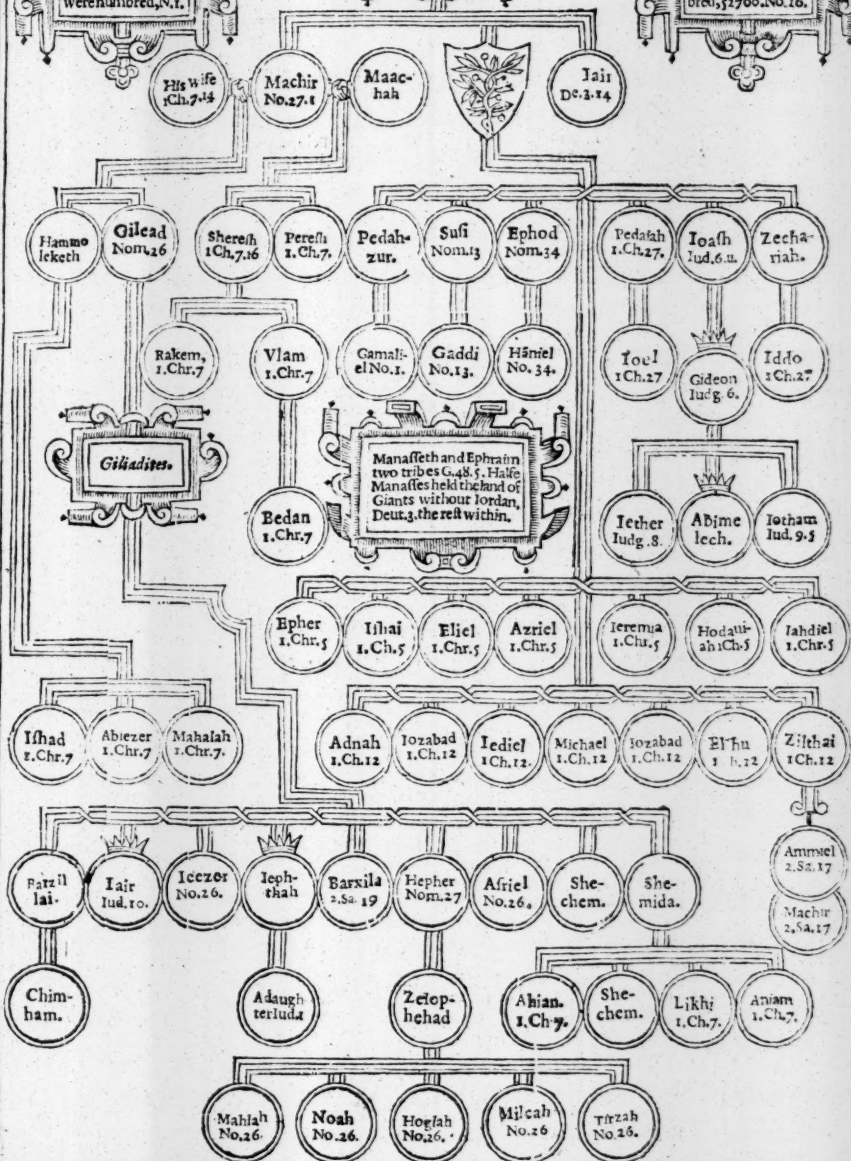 were numbred, N.1.
bred, 52700. No. 26.
His wife
1Ch.7.14
Machir
No.27.1
Maac-
hah
Iair
De.3.14
Hammo
leketh
Gilead
Nom.26
Sheresh
1Ch.7.16
Peresh
1.Ch.7.
Pedah-
zur.
Susi
Nom.13
Ephod
Nom.34
Pedaiah
1.Ch.27.
Ioash
Iud.6.11.
Zecha-
riah.
Rakem,
1.Chr.7
Vlam
1.Chr.7
Gamali-
el No.1.
Gaddi
No.13.
Hāniel
No.34.
Ioel
1Ch.27
Gideon
Iudg.6.
Iddo
1Ch.27
Giliadites.
Manasseth and Ephraim
two tribes G.48.5. Halfe
Manasses held the land of
Giants without Iordan,
Deut.3. the rest within.
Bedan
1.Chr.7
Iether
Iudg.8.
Abime
lech.
Iotham
Iud.9.5
Epher
1.Chr.5
Ishai
1.Ch.5
Eliel
1.Chr.5
Azriel
1.Chr.5
Ieremia
1.Chr.5
Hodaui-
ah 1Ch.5
Iahdiel
1.Chr.5
Ishad
1.Chr.7
Abiezer
1.Chr.7
Mahalah
1.Chr.7.
Adnah
1.Ch.12
Iozabad
1.Ch.12
Iediel
1Ch.12.
Michael
1.Ch.12
Iozabad
1.Ch.12
Zilthai
1Ch.12
Ammiel
2.Sa.17
Machir
2.Sa.17
Barzil
lai.
Iair
Iud.10.
Ieezer
No.26.
Ieph-
thah
Barxila
2.Sa.19
Hepher
Nom.27
Asriel
No.26.
She-
chem.
She-
mida.
Chim-
ham.
A daugh
ter Iud.1
Zelop-
hehad
Ahian.
1.Ch.7.
She-
chem.
Likhi
1.Ch.7.
Aniam
1.Ch.7.
Mahlah
No.26.
Noah
No.26.
Hoglah
No.26.
Milcah
No.26
Tirzah
No.26.